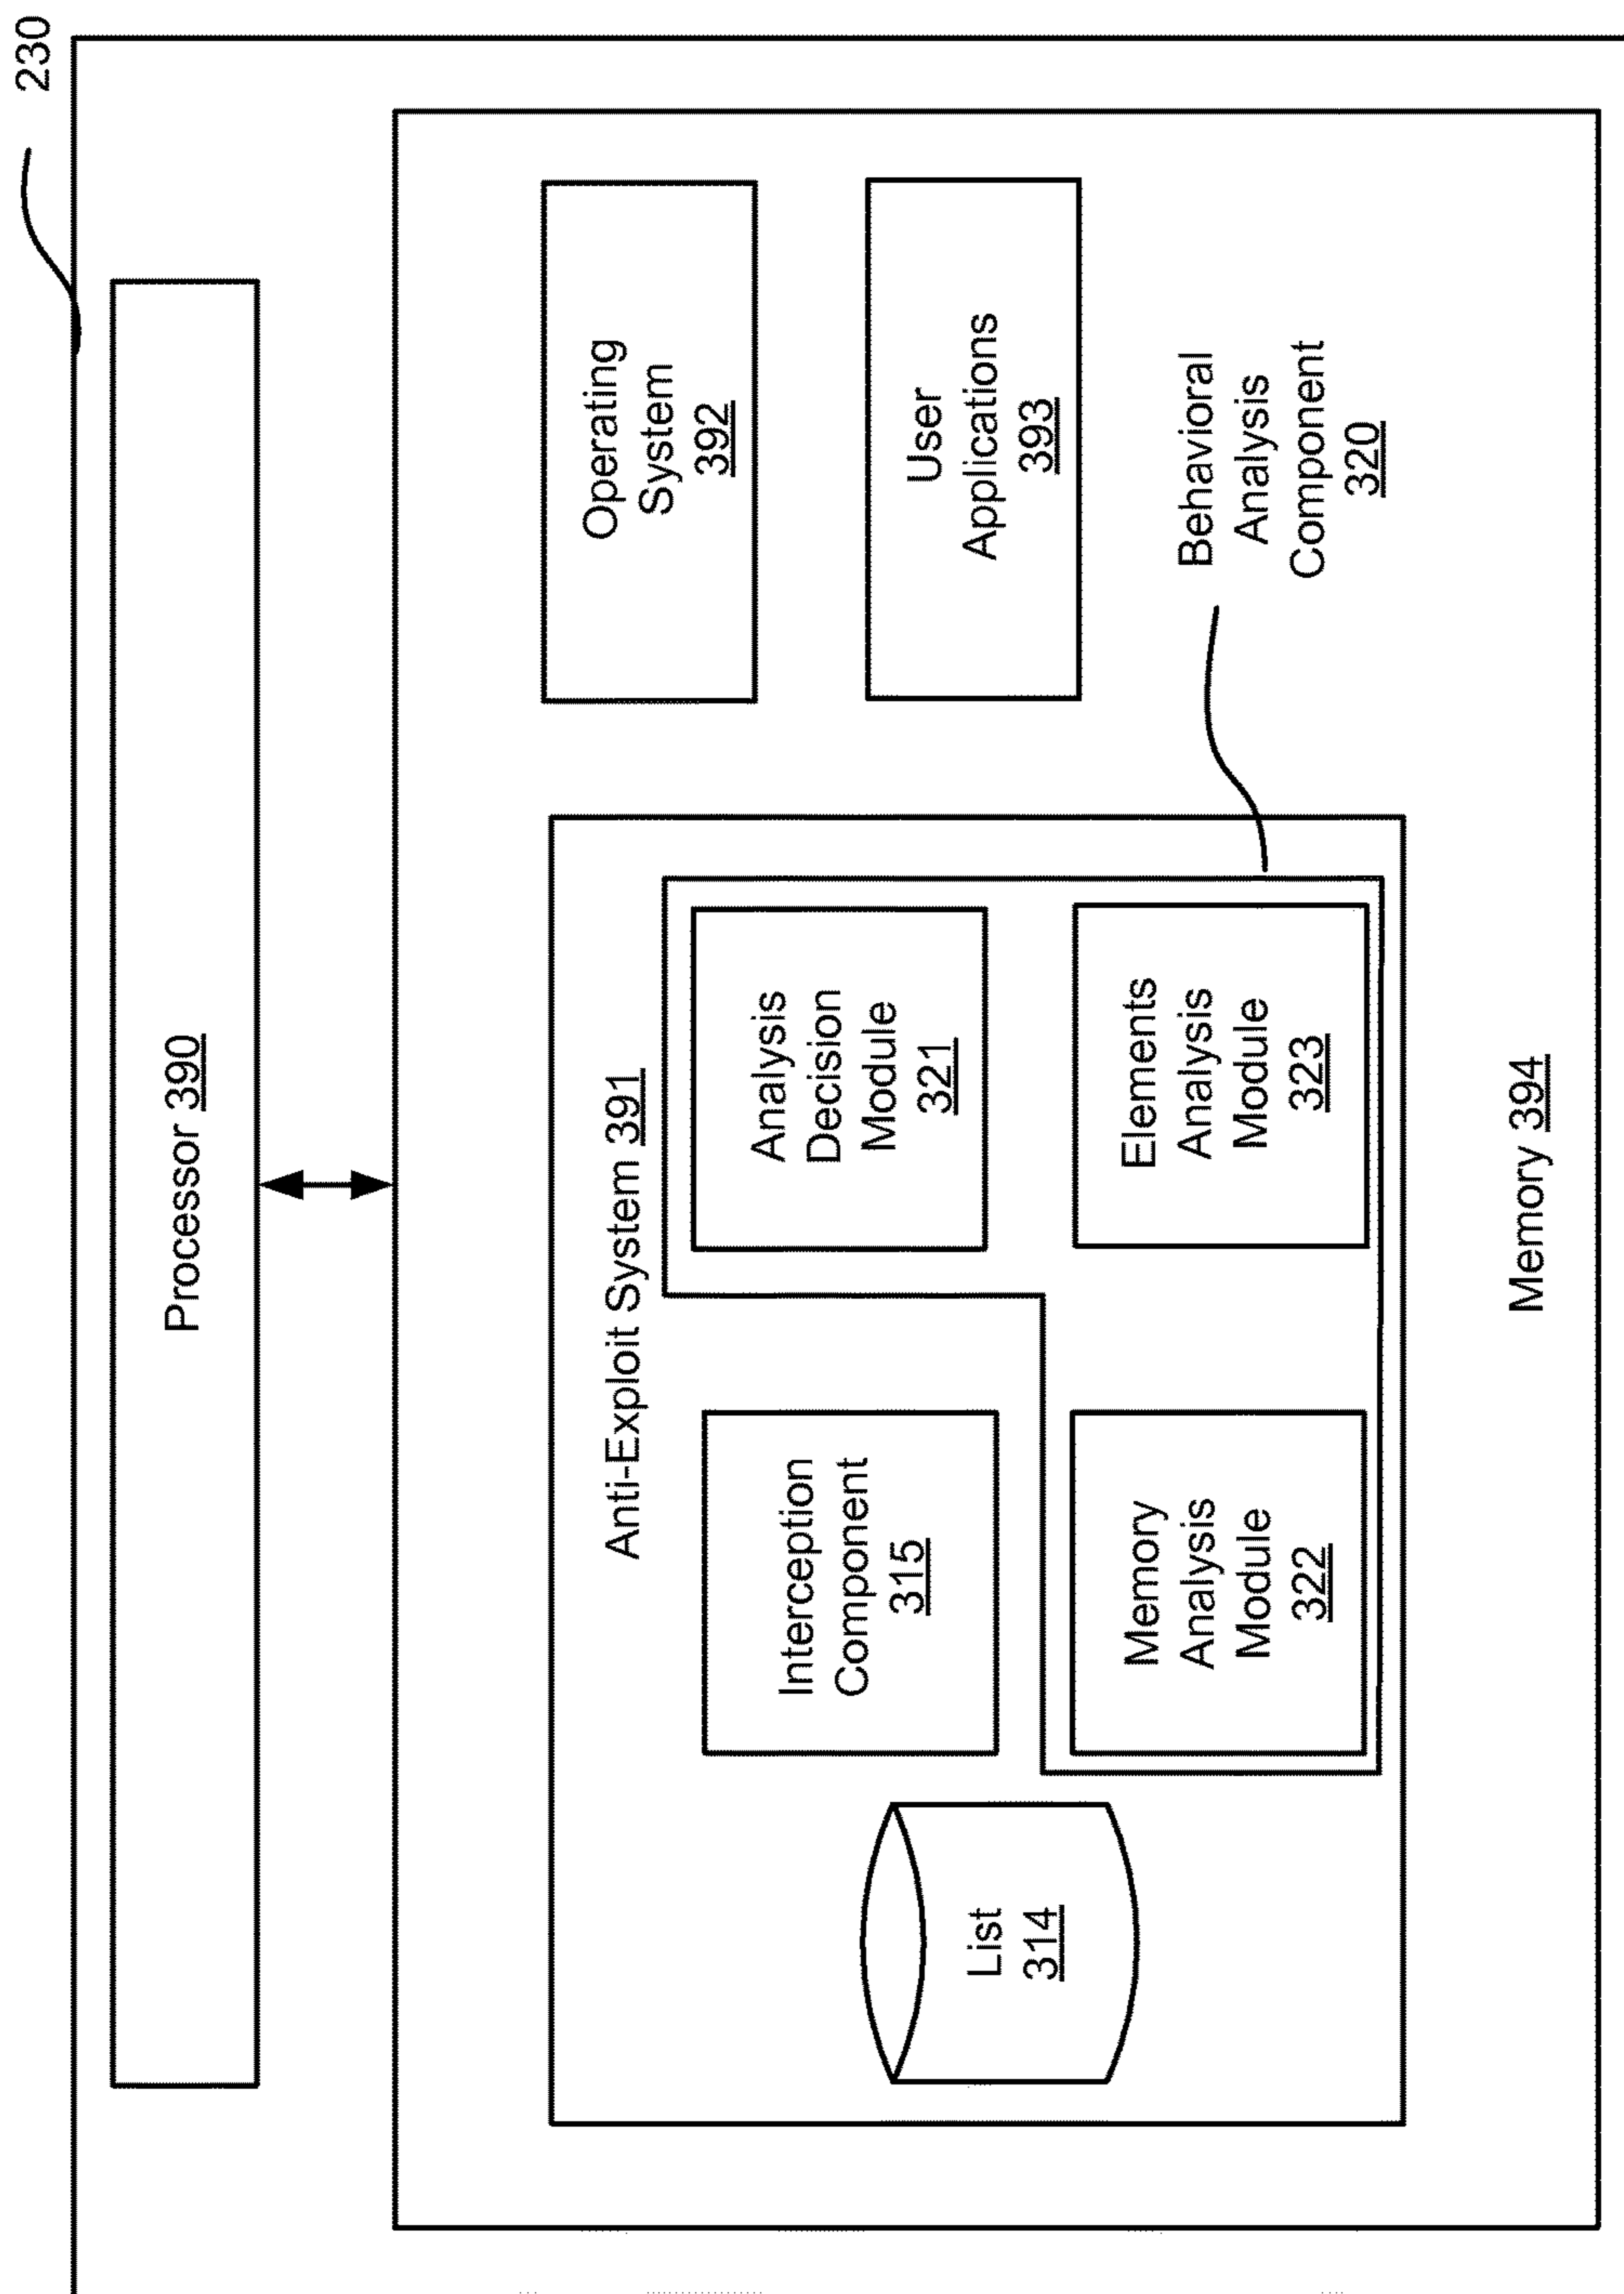 230
Processor 390
Anti-Exploit System 391
List
314
Interception
Component
315
Analysis
Decision
Module
321
Memory
Analysis
Module
322
Elements
Analysis
Module
323
Operating
System
392
User
Applications
393
Behavioral
Analysis
Component
320
Memory 394